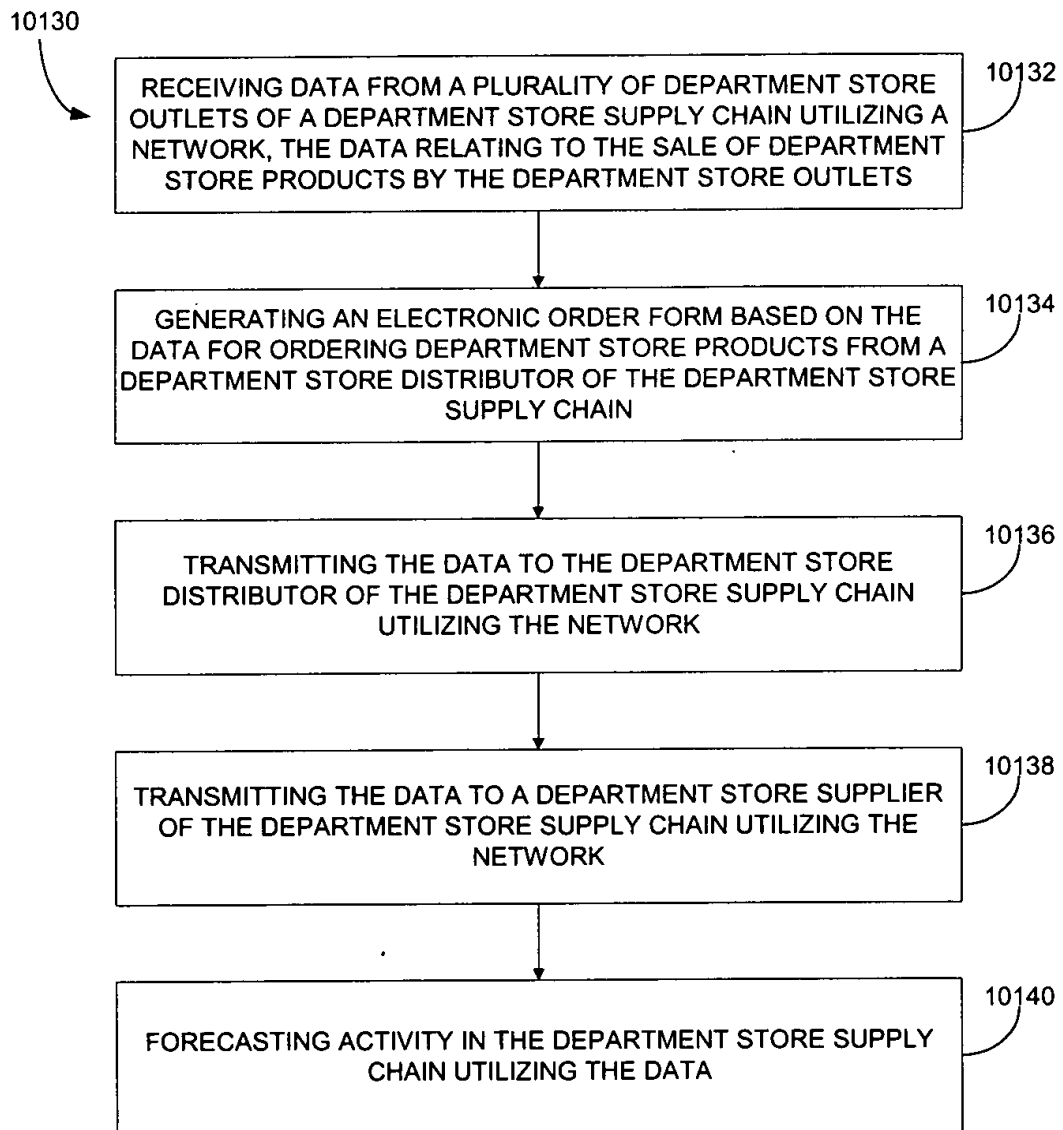 10130
10132
RECEIVING DATA FROM A PLURALITY OF DEPARTMENT STORE
OUTLETS OF A DEPARTMENT STORE SUPPLY CHAIN UTILIZING A
NETWORK, THE DATA RELATING TO THE SALE OF DEPARTMENT
STORE PRODUCTS BY THE DEPARTMENT STORE OUTLETS
10134
GENERATING AN ELECTRONIC ORDER FORM BASED ON THE
DATA FOR ORDERING DEPARTMENT STORE PRODUCTS FROM A
DEPARTMENT STORE DISTRIBUTOR OF THE DEPARTMENT STORE
SUPPLY CHAIN
10136
TRANSMITTING THE DATA TO THE DEPARTMENT STORE
DISTRIBUTOR OF THE DEPARTMENT STORE SUPPLY CHAIN
UTILIZING THE NETWORK
10138
TRANSMITTING THE DATA TO A DEPARTMENT STORE SUPPLIER
OF THE DEPARTMENT STORE SUPPLY CHAIN UTILIZING THE
NETWORK
10140
FORECASTING ACTIVITY IN THE DEPARTMENT STORE SUPPLY
CHAIN UTILIZING THE DATA